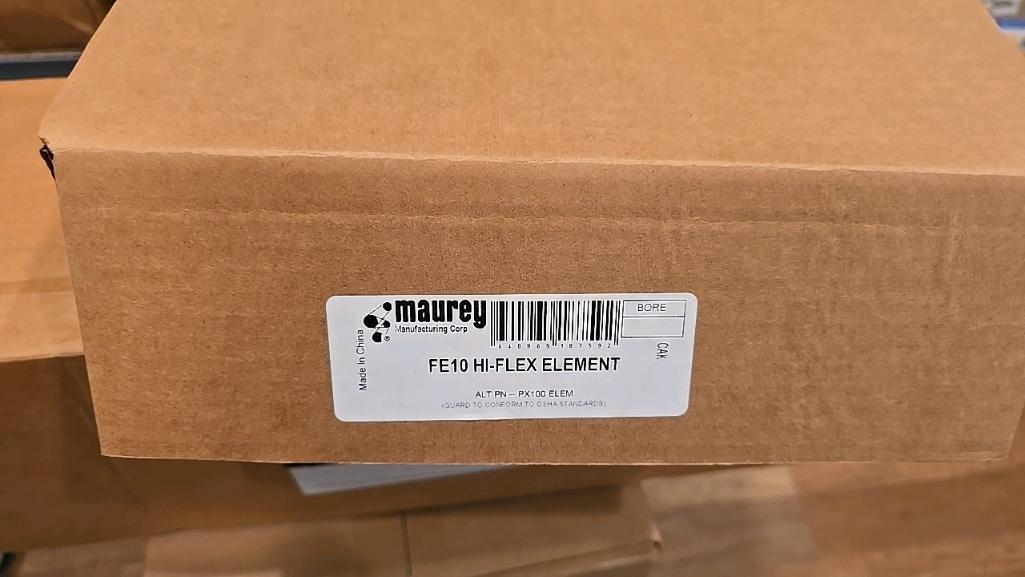 maurey
Manufacturing Corp
BORE
Made In China
CAK
FE10 HI-FLEX ELEMENT
ALT PN – PX100 ELEM
(GUARD TO CONFORM TO OSHA STANDARDS)